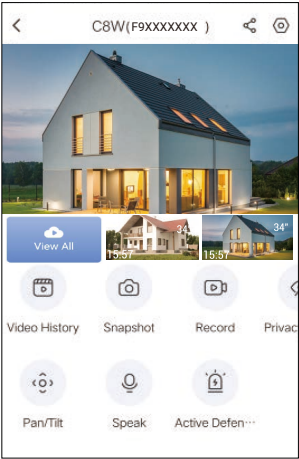 C8W(F9XXXXXXX )
View All
34"
15:57
34"
15:57
Video History
Snapshot
Record
Privac
Pan/Tilt
Speak
Active Defen···